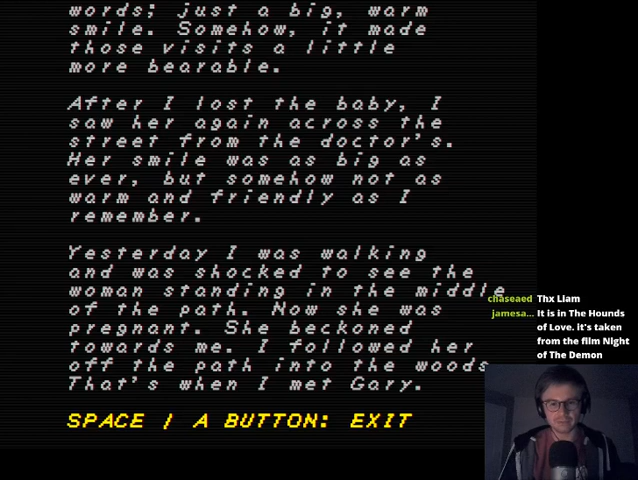 words; just a big, warm
smile. Somehow, it made
those visits a little
more bearable.
After I lost the baby, I
saw her again across the
street from the doctor's.
Her smile was as big as
ever, but somehow not as
warm and friendly as I
remember.
Yesterday I was walking
and was shocked to see the
woman standing in the middle
of the path. Now she was
pregnant. She beckoned
towards me. I followed her
off the path into the woods.
That's when I met Gary.
SPACE / A BUTTON: EXIT
chaseaed Thx Liam
jamesa... It is in The Hounds
of Love. it's taken
from the film Night
of The Demon